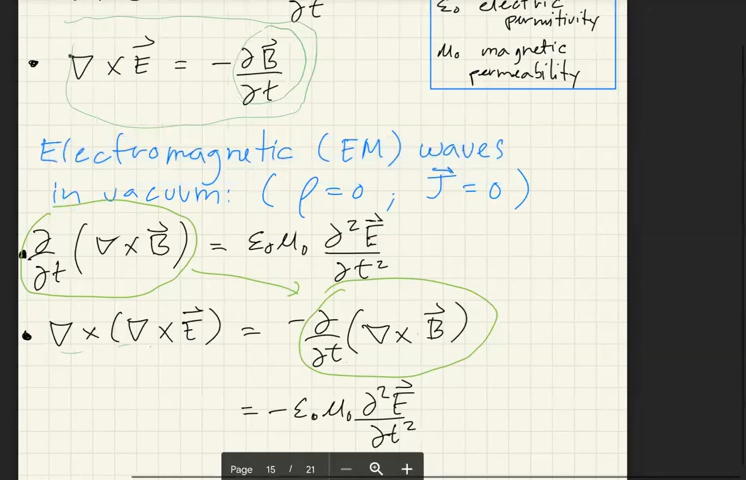 ∂t
ε₀ electric
permitivity
μ₀ magnetic
permeability
• ∇ × E⃗ = - ∂B⃗/∂t
Electromagnetic (EM) waves
in vacuum: ( ρ=0 ; J⃗=0 )
• ∂/∂t (∇ × B⃗) = ε₀μ₀ ∂²E⃗/∂t²
• ∇ × (∇ × E⃗) = - ∂/∂t (∇ × B⃗)
= - ε₀μ₀ ∂²E⃗/∂t²
Page 15 / 21